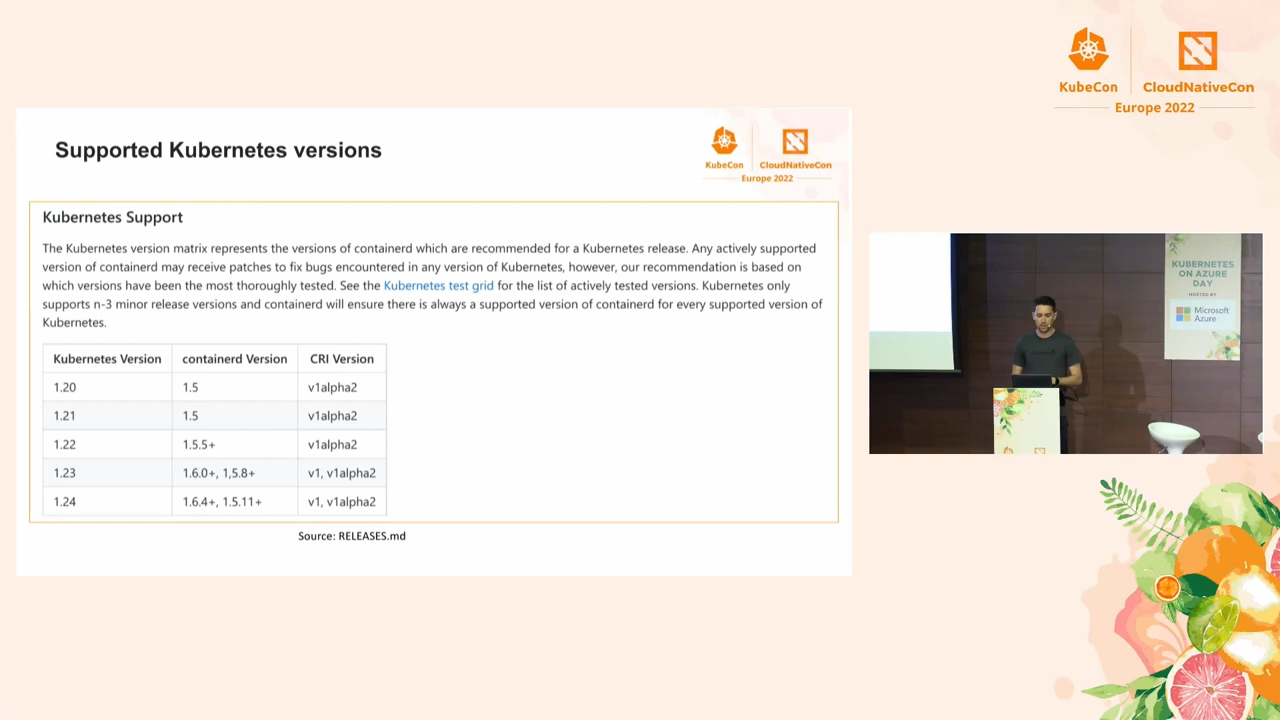 KubeCon
CloudNativeCon
Europe 2022
Supported Kubernetes versions
KubeCon
CloudNativeCon
Europe 2022
Kubernetes Support
The Kubernetes version matrix represents the versions of containerd which are recommended for a Kubernetes release. Any actively supported
version of containerd may receive patches to fix bugs encountered in any version of Kubernetes, however, our recommendation is based on
which versions have been the most thoroughly tested. See the Kubernetes test grid for the list of actively tested versions. Kubernetes only
supports n-3 minor release versions and containerd will ensure there is always a supported version of containerd for every supported version of
Kubernetes.
Kubernetes Version containerd Version CRI Version
1.20 1.5 v1alpha2
1.21 1.5 v1alpha2
1.22 1.5.5+ v1alpha2
1.23 1.6.0+, 1,5.8+ v1, v1alpha2
1.24 1.6.4+, 1.5.11+ v1, v1alpha2
Source: RELEASES.md
KUBERNETES
ON AZURE
DAY
HOSTED BY
Microsoft
Azure